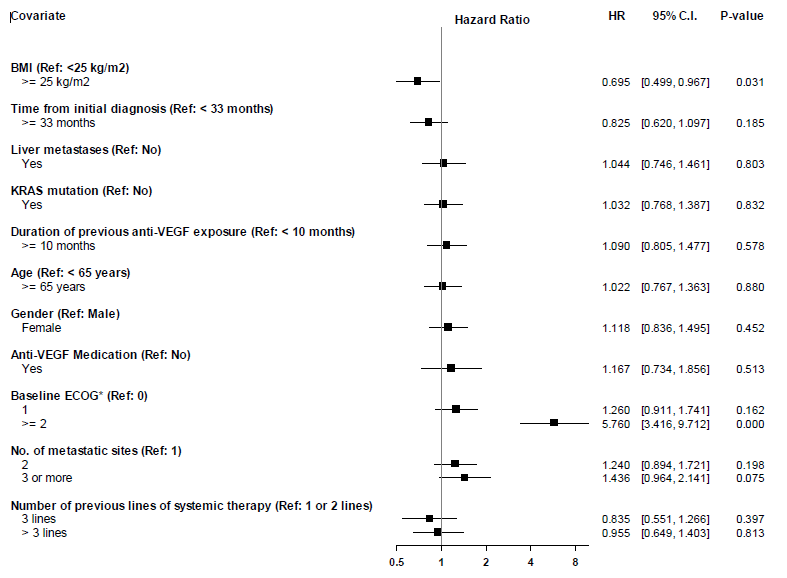 Covariate Hazard Ratio HR 95% C.I. P-value
BMI (Ref: <25 kg/m2)
>= 25 kg/m2 0.695 [0.499, 0.967] 0.031
Time from initial diagnosis (Ref: < 33 months)
>= 33 months 0.825 [0.620, 1.097] 0.185
Liver metastases (Ref: No)
Yes 1.044 [0.746, 1.461] 0.803
KRAS mutation (Ref: No)
Yes 1.032 [0.768, 1.387] 0.832
Duration of previous anti-VEGF exposure (Ref: < 10 months)
>= 10 months 1.090 [0.805, 1.477] 0.578
Age (Ref: < 65 years)
>= 65 years 1.022 [0.767, 1.363] 0.880
Gender (Ref: Male)
Female 1.118 [0.836, 1.495] 0.452
Anti-VEGF Medication (Ref: No)
Yes 1.167 [0.734, 1.856] 0.513
Baseline ECOG* (Ref: 0)
1 1.260 [0.911, 1.741] 0.162
>= 2 5.760 [3.416, 9.712] 0.000
No. of metastatic sites (Ref: 1)
2 1.240 [0.894, 1.721] 0.198
3 or more 1.436 [0.964, 2.141] 0.075
Number of previous lines of systemic therapy (Ref: 1 or 2 lines)
3 lines 0.835 [0.551, 1.266] 0.397
> 3 lines 0.955 [0.649, 1.403] 0.813
0.5 1 2 4 8